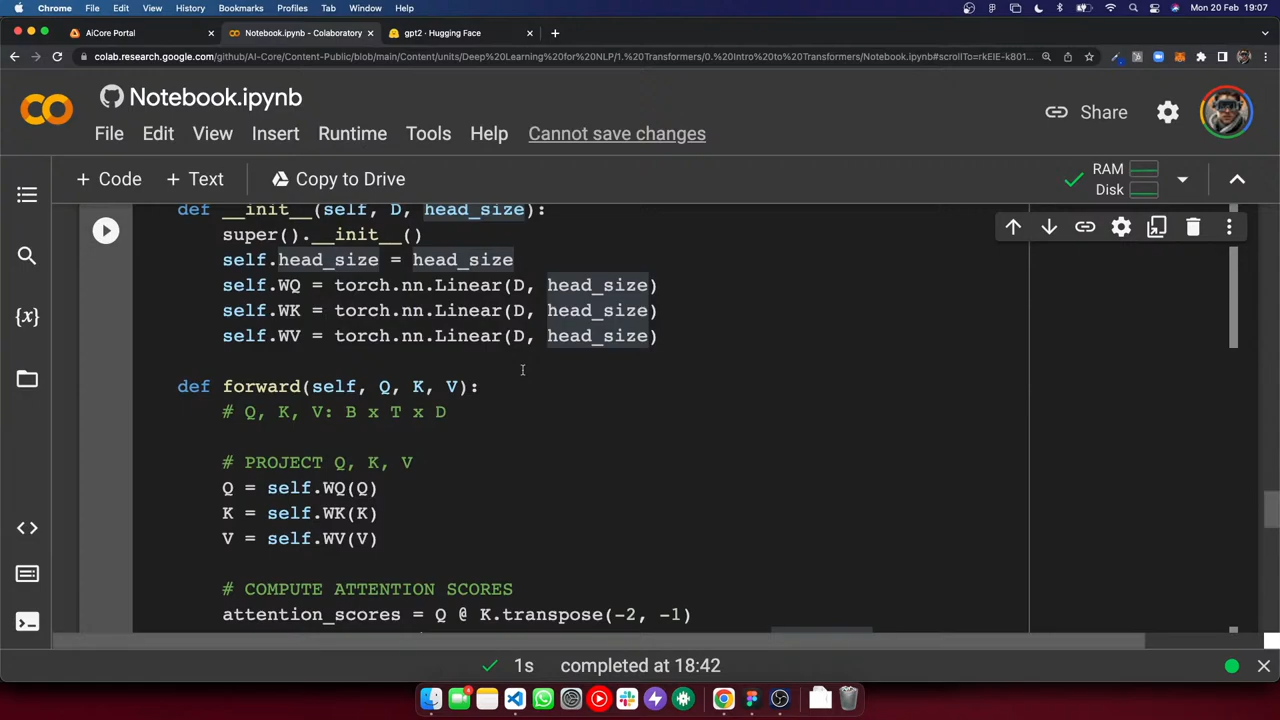 Chrome File Edit View History Bookmarks Profiles Tab Window Help Mon 20 Feb 19:07
AiCore Portal Notebook.ipynb - Colaboratory gpt2 · Hugging Face
colab.research.google.com/github/AI-Core/Content-Public/blob/main/Content/units/Deep%20Learning%20for%20NLP/1.%20Transformers/0.%20Intro%20to%20Transformers/Notebook.ipynb#scrollTo=rkEIE-k801...
Notebook.ipynb
Share
File Edit View Insert Runtime Tools Help Cannot save changes
+ Code + Text Copy to Drive
RAM
Disk
def __init__(self, D, head_size):
super().__init__()
self.head_size = head_size
self.WQ = torch.nn.Linear(D, head_size)
self.WK = torch.nn.Linear(D, head_size)
self.WV = torch.nn.Linear(D, head_size)
def forward(self, Q, K, V):
# Q, K, V: B x T x D
# PROJECT Q, K, V
Q = self.WQ(Q)
K = self.WK(K)
V = self.WV(V)
# COMPUTE ATTENTION SCORES
attention_scores = Q @ K.transpose(-2, -1)
1s completed at 18:42